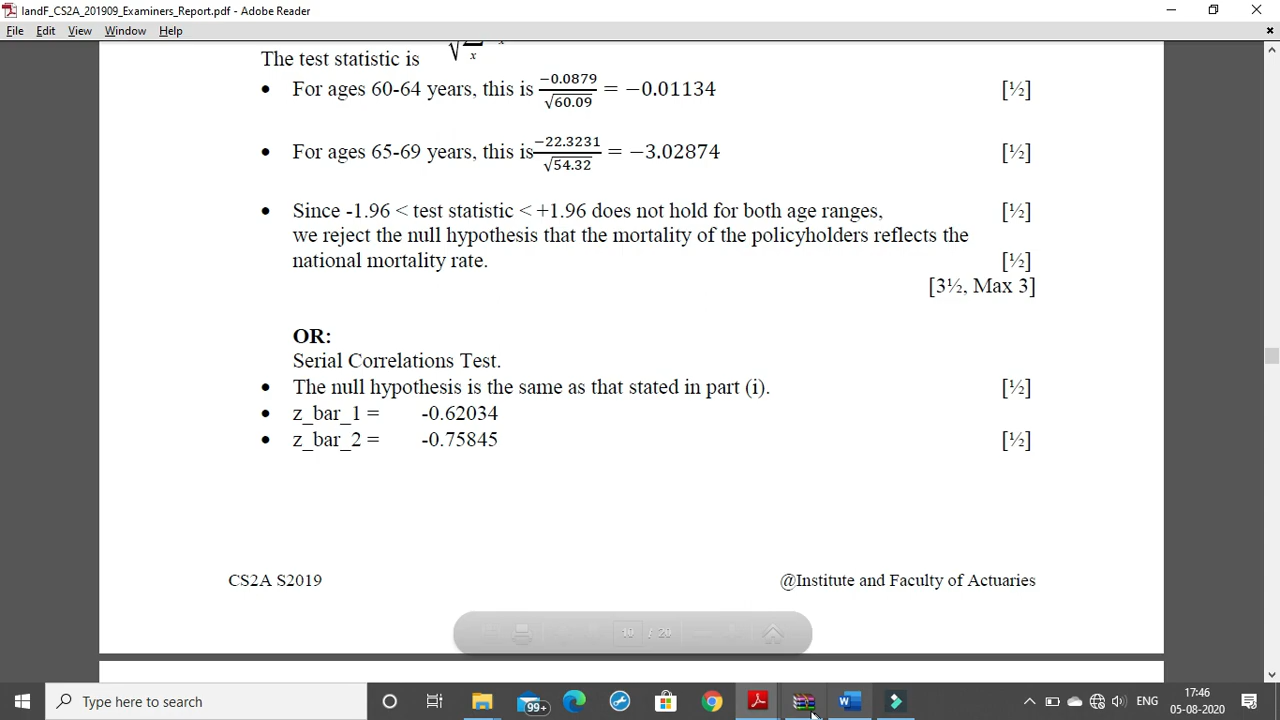 IandF_CS2A_201909_Examiners_Report.pdf - Adobe Reader
File Edit View Window Help
The test statistic is √ x x
• For ages 60-64 years, this is −0.0879/√60.09 = −0.01134 [½]
• For ages 65-69 years, this is −22.3231/√54.32 = −3.02874 [½]
• Since -1.96 < test statistic < +1.96 does not hold for both age ranges, [½]
we reject the null hypothesis that the mortality of the policyholders reflects the
national mortality rate. [½]
[3½, Max 3]
OR:
Serial Correlations Test.
• The null hypothesis is the same as that stated in part (i). [½]
• z_bar_1 = -0.62034
• z_bar_2 = -0.75845 [½]
CS2A S2019 @Institute and Faculty of Actuaries
10 / 20
Type here to search 99+ ENG 17:46
05-08-2020